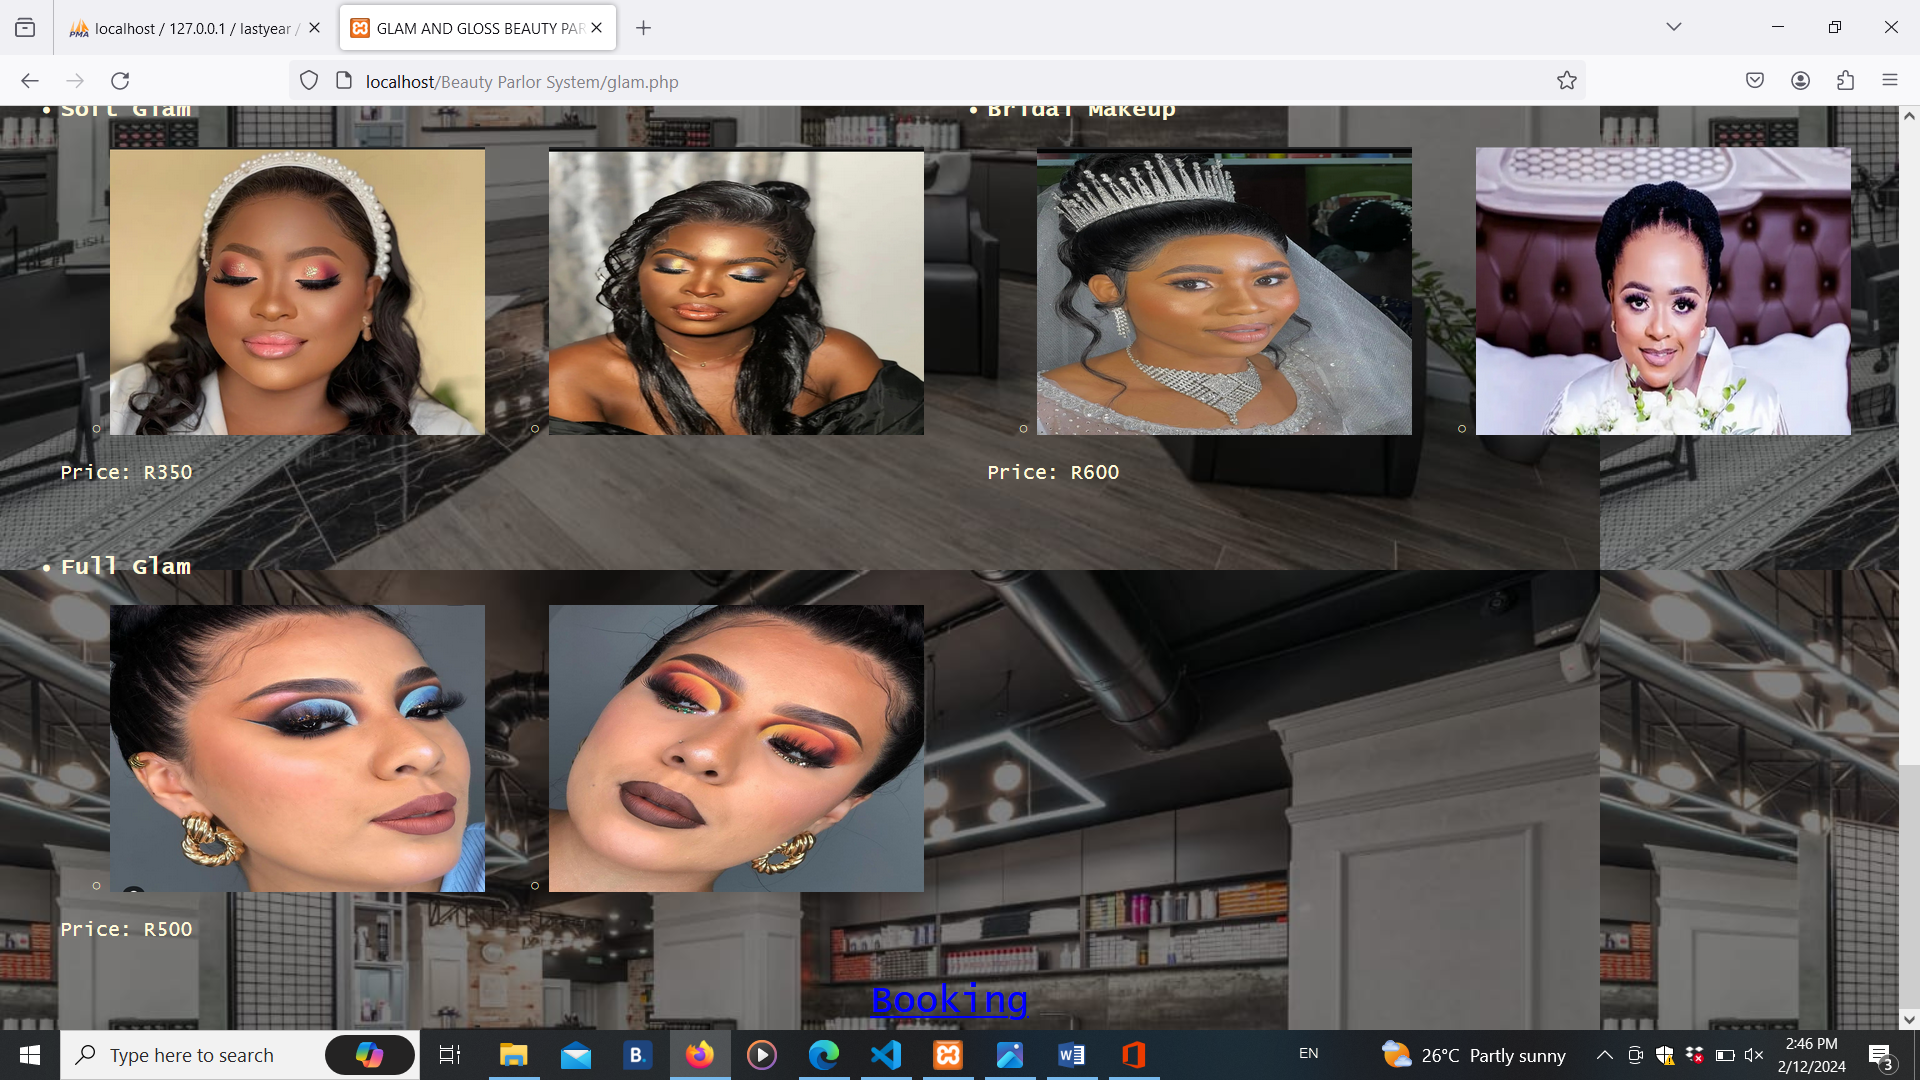 localhost / 127.0.0.1 / lastyear /
GLAM AND GLOSS BEAUTY PAR
localhost/Beauty Parlor System/glam.php
Soft Glam
Bridal Makeup
Price: R350
Price: R600
Full Glam
Price: R500
Booking
Type here to search
EN
26°C Partly sunny
2:46 PM
2/12/2024
3